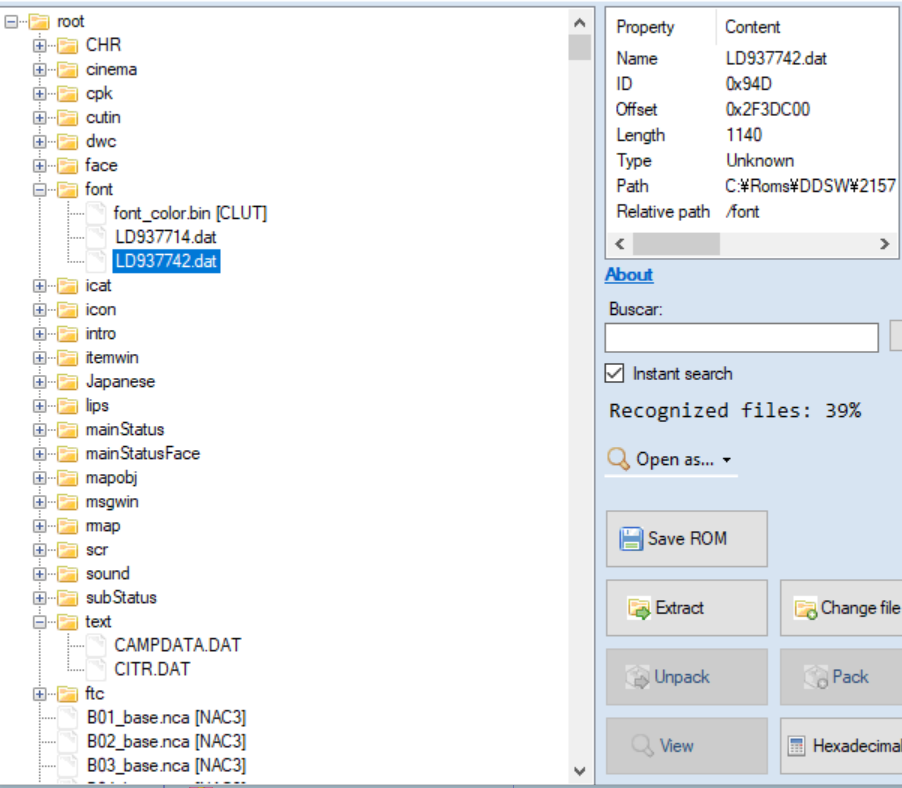 root
CHR
cinema
cpk
cutin
dwc
face
font
font_color.bin [CLUT]
LD937714.dat
LD937742.dat
icat
icon
intro
itemwin
Japanese
lips
mainStatus
mainStatusFace
mapobj
msgwin
rmap
scr
sound
subStatus
text
CAMPDATA.DAT
CITR.DAT
ftc
B01_base.nca [NAC3]
B02_base.nca [NAC3]
B03_base.nca [NAC3]
Property Content
Name LD937742.dat
ID 0x94D
Offset 0x2F3DC00
Length 1140
Type Unknown
Path C:¥Roms¥DDSW¥2157
Relative path /font
About
Buscar:
Instant search
Recognized files: 39%
Open as...
Save ROM
Extract Change file
Unpack Pack
View Hexadecimal